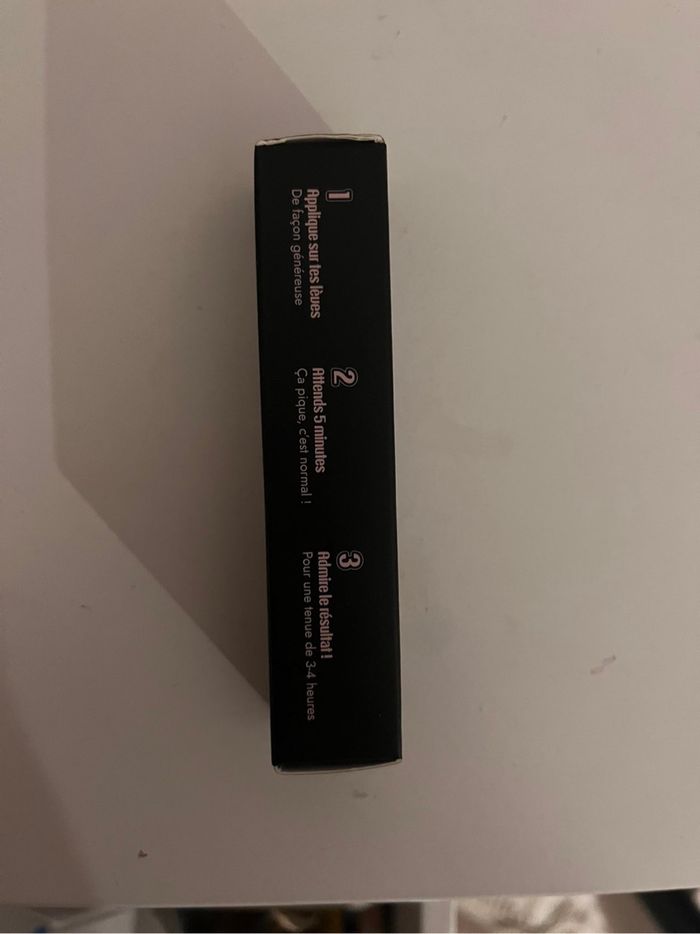 1
Applique sur tes lèves
De façon généreuse
2
Attends 5 minutes
Ça pique, c'est normal !
3
Admire le résultat !
Pour une tenue de 3-4 heures